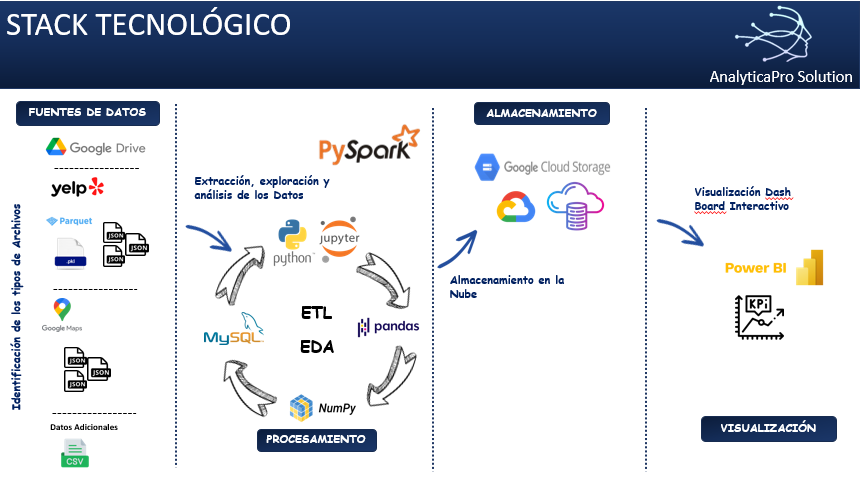 STACK TECNOLÓGICO
AnalyticaPro Solution
FUENTES DE DATOS
Google Drive
yelp
Parquet
.pkl
JSON
JSON
JSON
Google Maps
JSON
JSON
JSON
Datos Adicionales
CSV
Identificación de los tipos de Archivos
PySpark
Extracción, exploración y
análisis de los Datos
python
jupyter
MySQL
ETL
EDA
pandas
NumPy
PROCESAMIENTO
ALMACENAMIENTO
Google Cloud Storage
Almacenamiento en la
Nube
Visualización Dash
Board Interactivo
Power BI
KPi
VISUALIZACIÓN